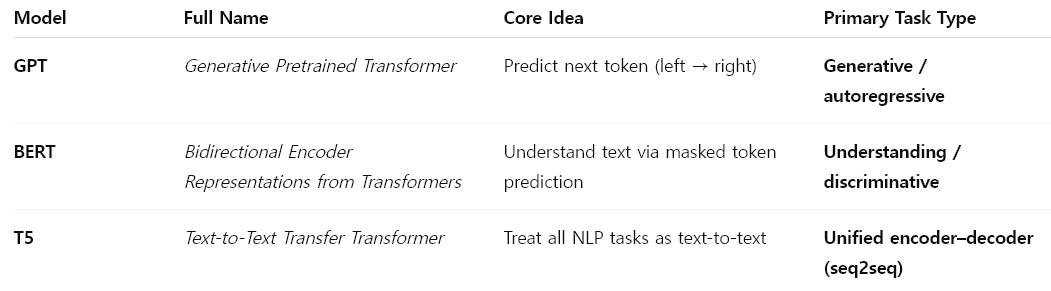 Model Full Name Core Idea Primary Task Type
GPT Generative Pretrained Transformer Predict next token (left → right) Generative /
autoregressive
BERT Bidirectional Encoder Understand text via masked token Understanding /
Representations from Transformers prediction discriminative
T5 Text-to-Text Transfer Transformer Treat all NLP tasks as text-to-text Unified encoder–decoder
(seq2seq)